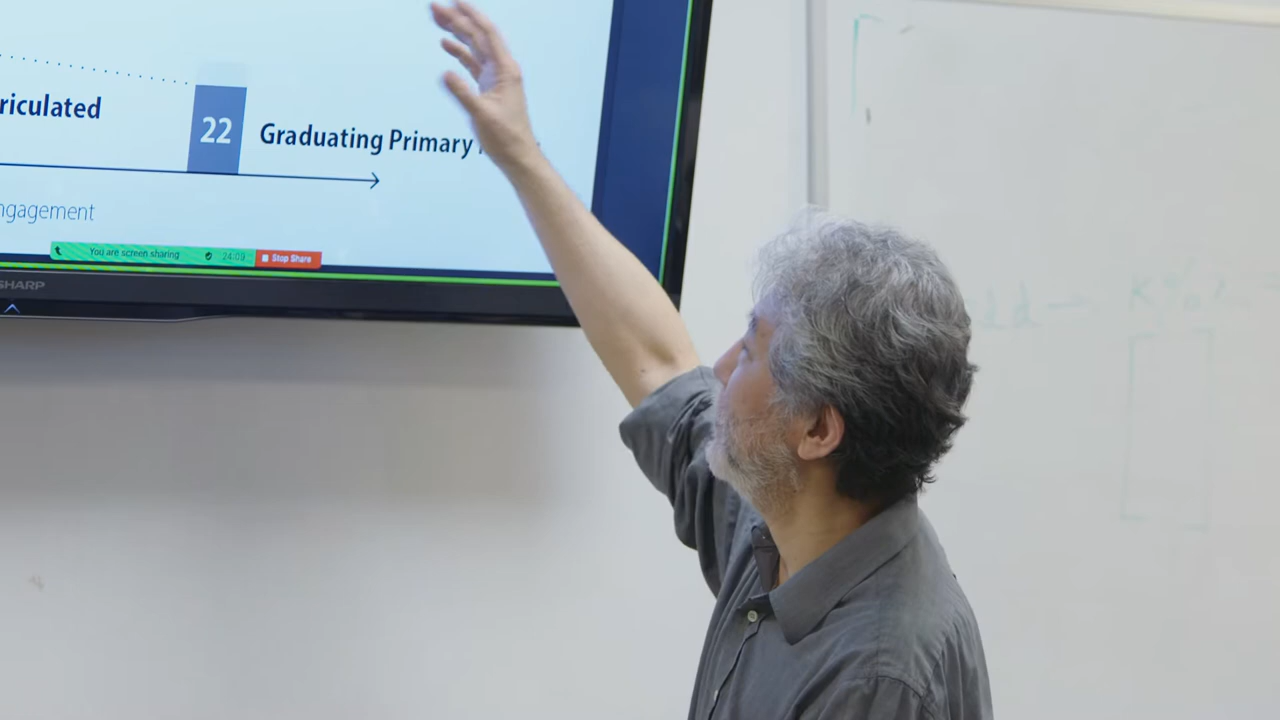 riculated
22
Graduating Primary
ngagement
You are screen sharing
24:09
Stop Share
SHARP